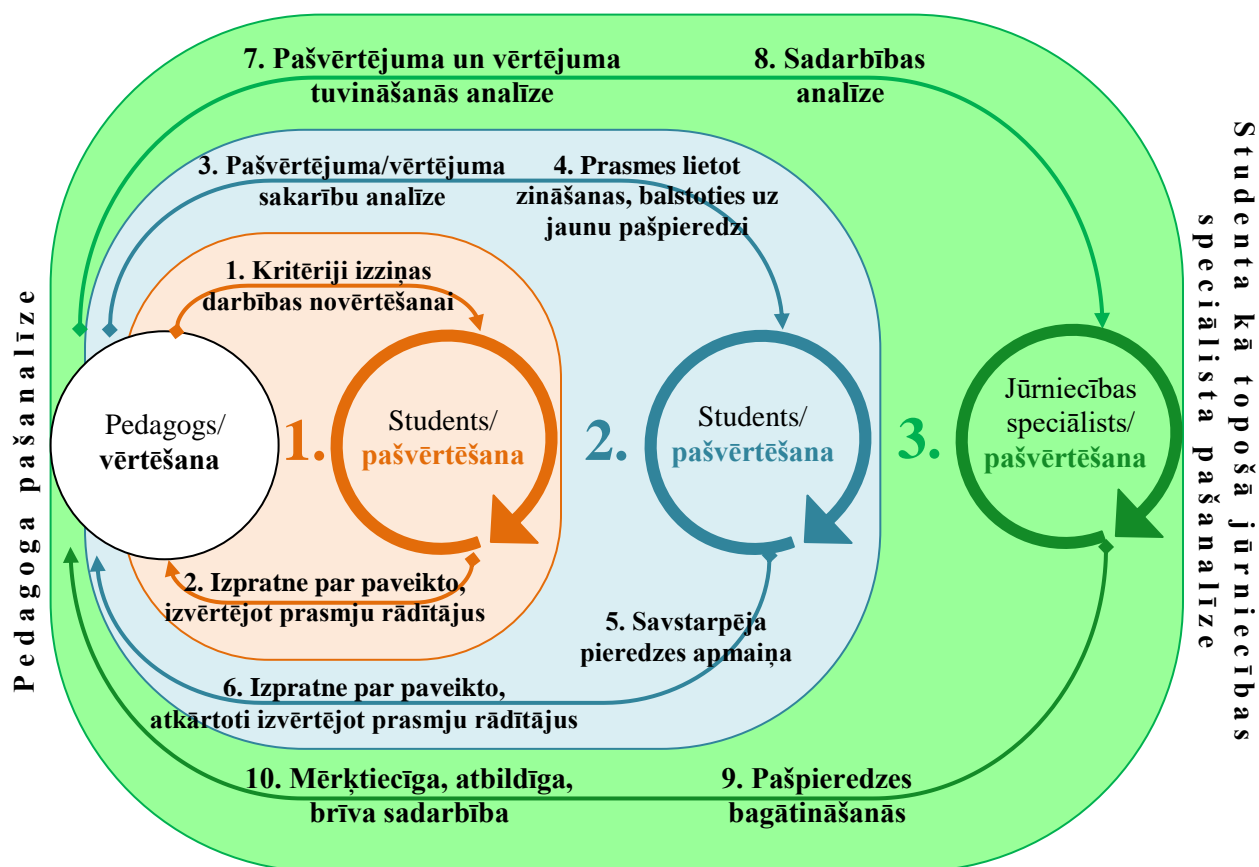 7. Pašvērtējuma un vērtējuma
tuvināšanās analīze
8. Sadarbības
analīze
3. Pašvērtējuma/vērtējuma
sakarību analīze
4. Prasmes lietot
zināšanas, balstoties uz
jaunu pašpieredzi
1. Kritēriji izziņas
darbības novērtēšanai
Pedagoga pašanalīze
Pedagogs/
vērtēšana
1.
Students/
pašvērtēšana
2.
Students/
pašvērtēšana
3.
Jūrniecības
speciālists/
pašvērtēšana
Studenta kā topošā jūrniecības
speciālista pašanalīze
2. Izpratne par paveikto,
izvērtējot prasmju rādītājus
5. Savstarpēja
pieredzes apmaiņa
6. Izpratne par paveikto,
atkārtoti izvērtējot prasmju rādītājus
10. Mērķtiecīga, atbildīga,
brīva sadarbība
9. Pašpieredzes
bagātināšanās